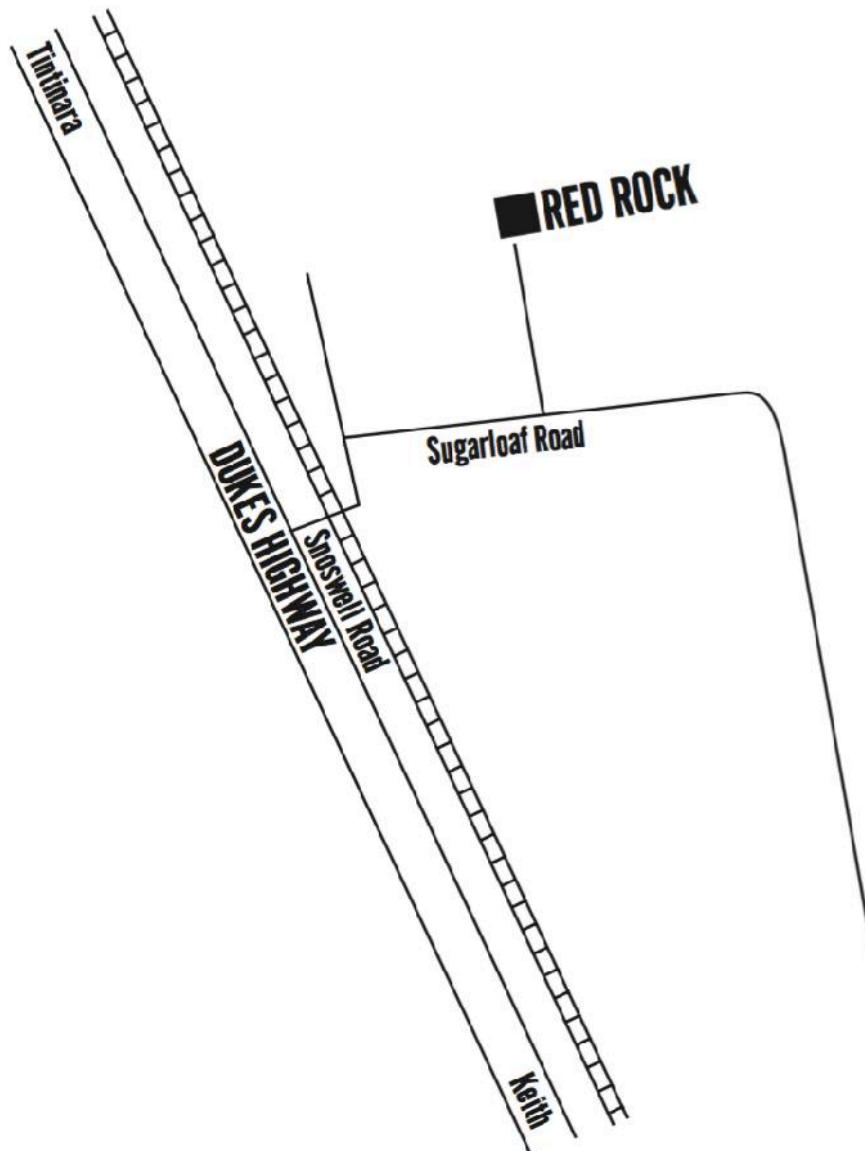 Tintinara
RED ROCK
Sugarloaf Road
DUKES HIGHWAY
Snoswell Road
Keith